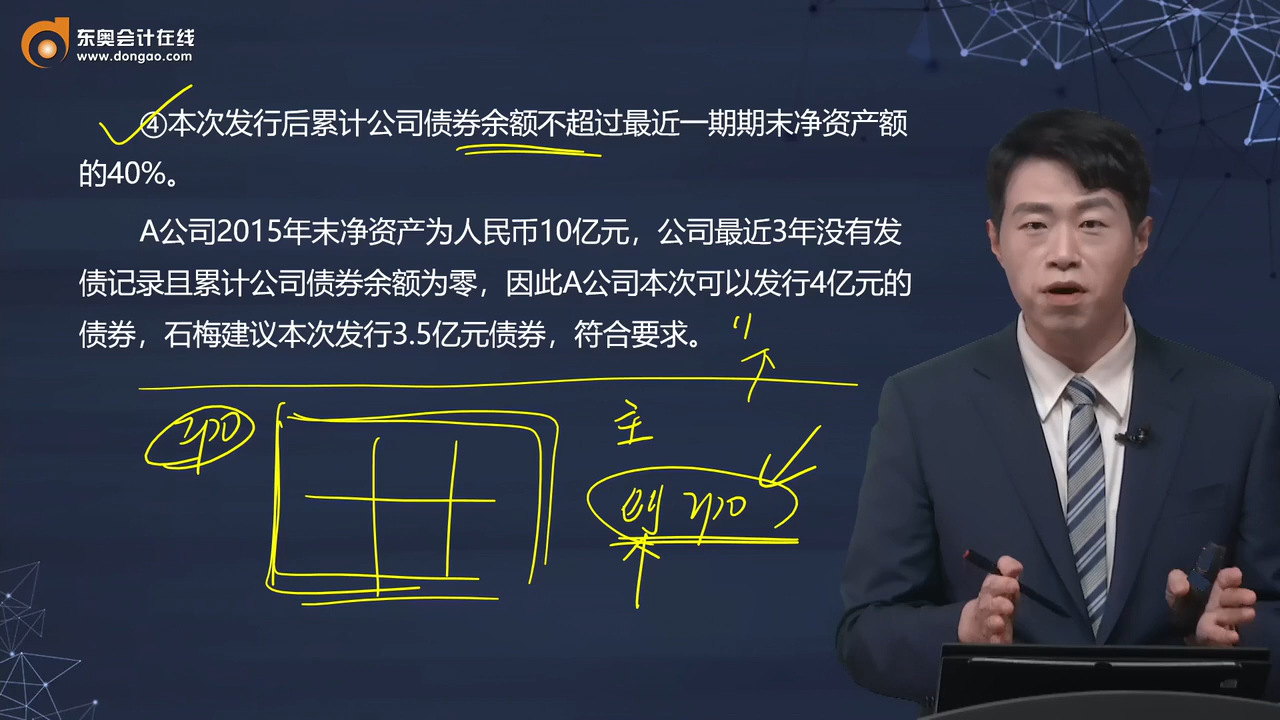 东奥会计在线
www.dongao.com
④本次发行后累计公司债券余额不超过最近一期期末净资产额
的40%。
A公司2015年末净资产为人民币10亿元，公司最近3年没有发
债记录且累计公司债券余额为零，因此A公司本次可以发行4亿元的
债券，石梅建议本次发行3.5亿元债券，符合要求。
主
IPO
创 IPO